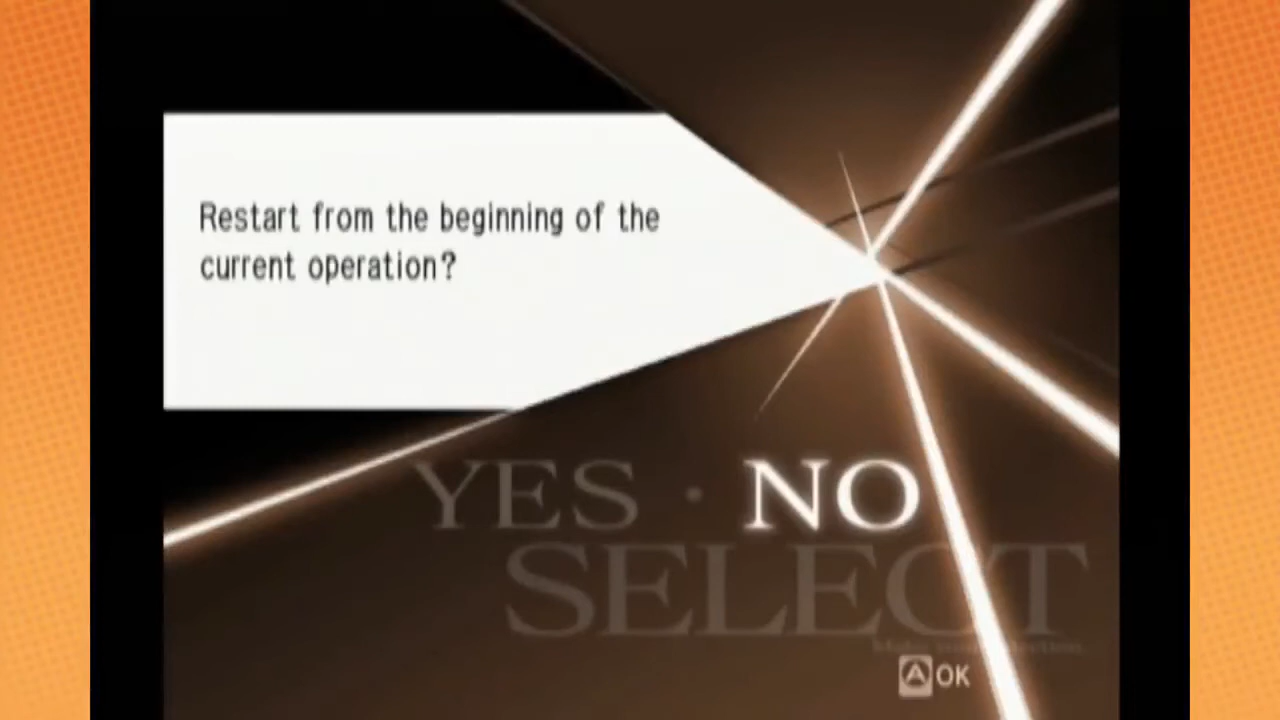 Restart from the beginning of the
current operation?
YES · NO
SELECT
A OK